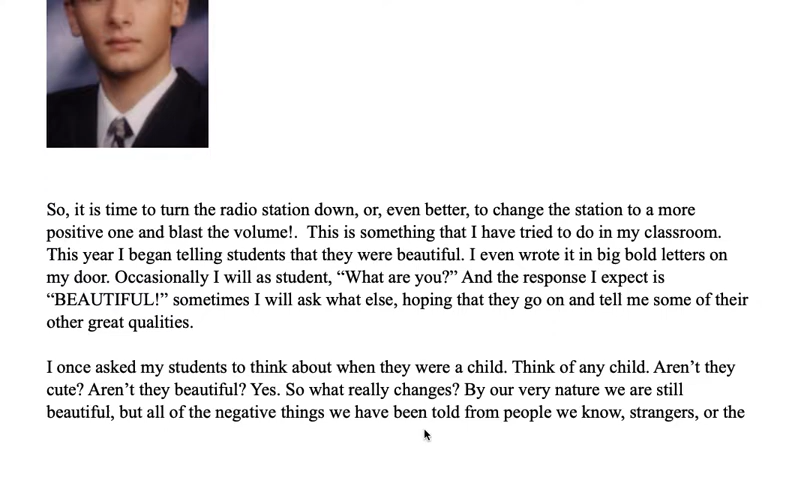 So, it is time to turn the radio station down, or, even better, to change the station to a more
positive one and blast the volume!.  This is something that I have tried to do in my classroom.
This year I began telling students that they were beautiful. I even wrote it in big bold letters on
my door. Occasionally I will as student, “What are you?” And the response I expect is
“BEAUTIFUL!” sometimes I will ask what else, hoping that they go on and tell me some of their
other great qualities.
I once asked my students to think about when they were a child. Think of any child. Aren’t they
cute? Aren’t they beautiful? Yes. So what really changes? By our very nature we are still
beautiful, but all of the negative things we have been told from people we know, strangers, or the